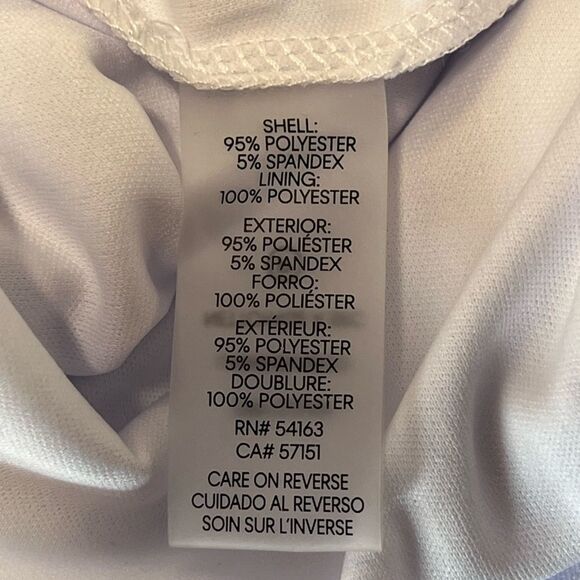 SHELL:
95% POLYESTER
5% SPANDEX
LINING:
100% POLYESTER
EXTERIOR:
95% POLIÉSTER
5% SPANDEX
FORRO:
100% POLIÉSTER
EXTÉRIEUR:
95% POLYESTER
5% SPANDEX
DOUBLURE:
100% POLYESTER
RN# 54163
CA# 57151
CARE ON REVERSE
CUIDADO AL REVERSO
SOIN SUR L'INVERSE